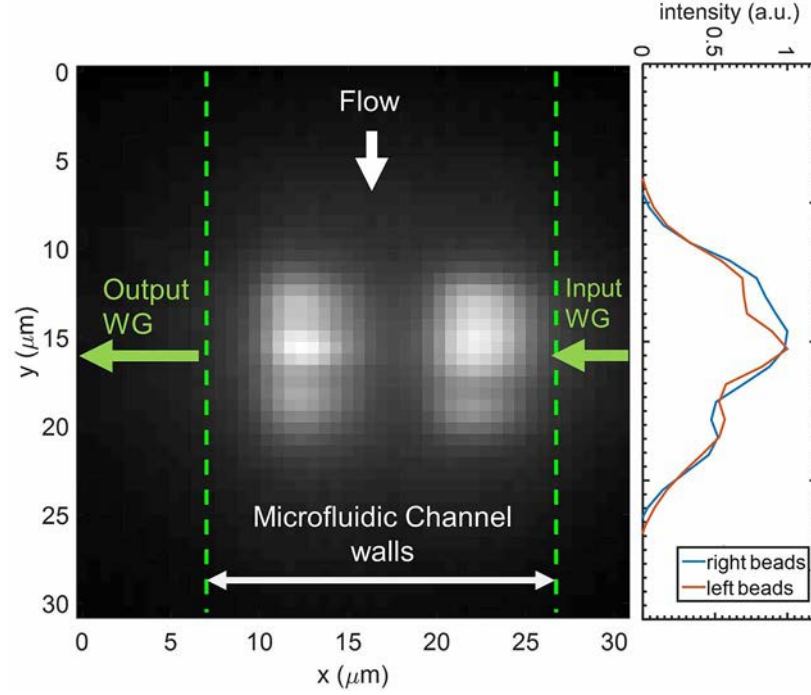 intensity (a.u.)
0
0.5
1
0
5
10
15
20
25
30
y (μm)
Flow
Output
WG
Input
WG
Microfluidic Channel
walls
right beads
left beads
0
5
10
15
20
25
30
x (μm)